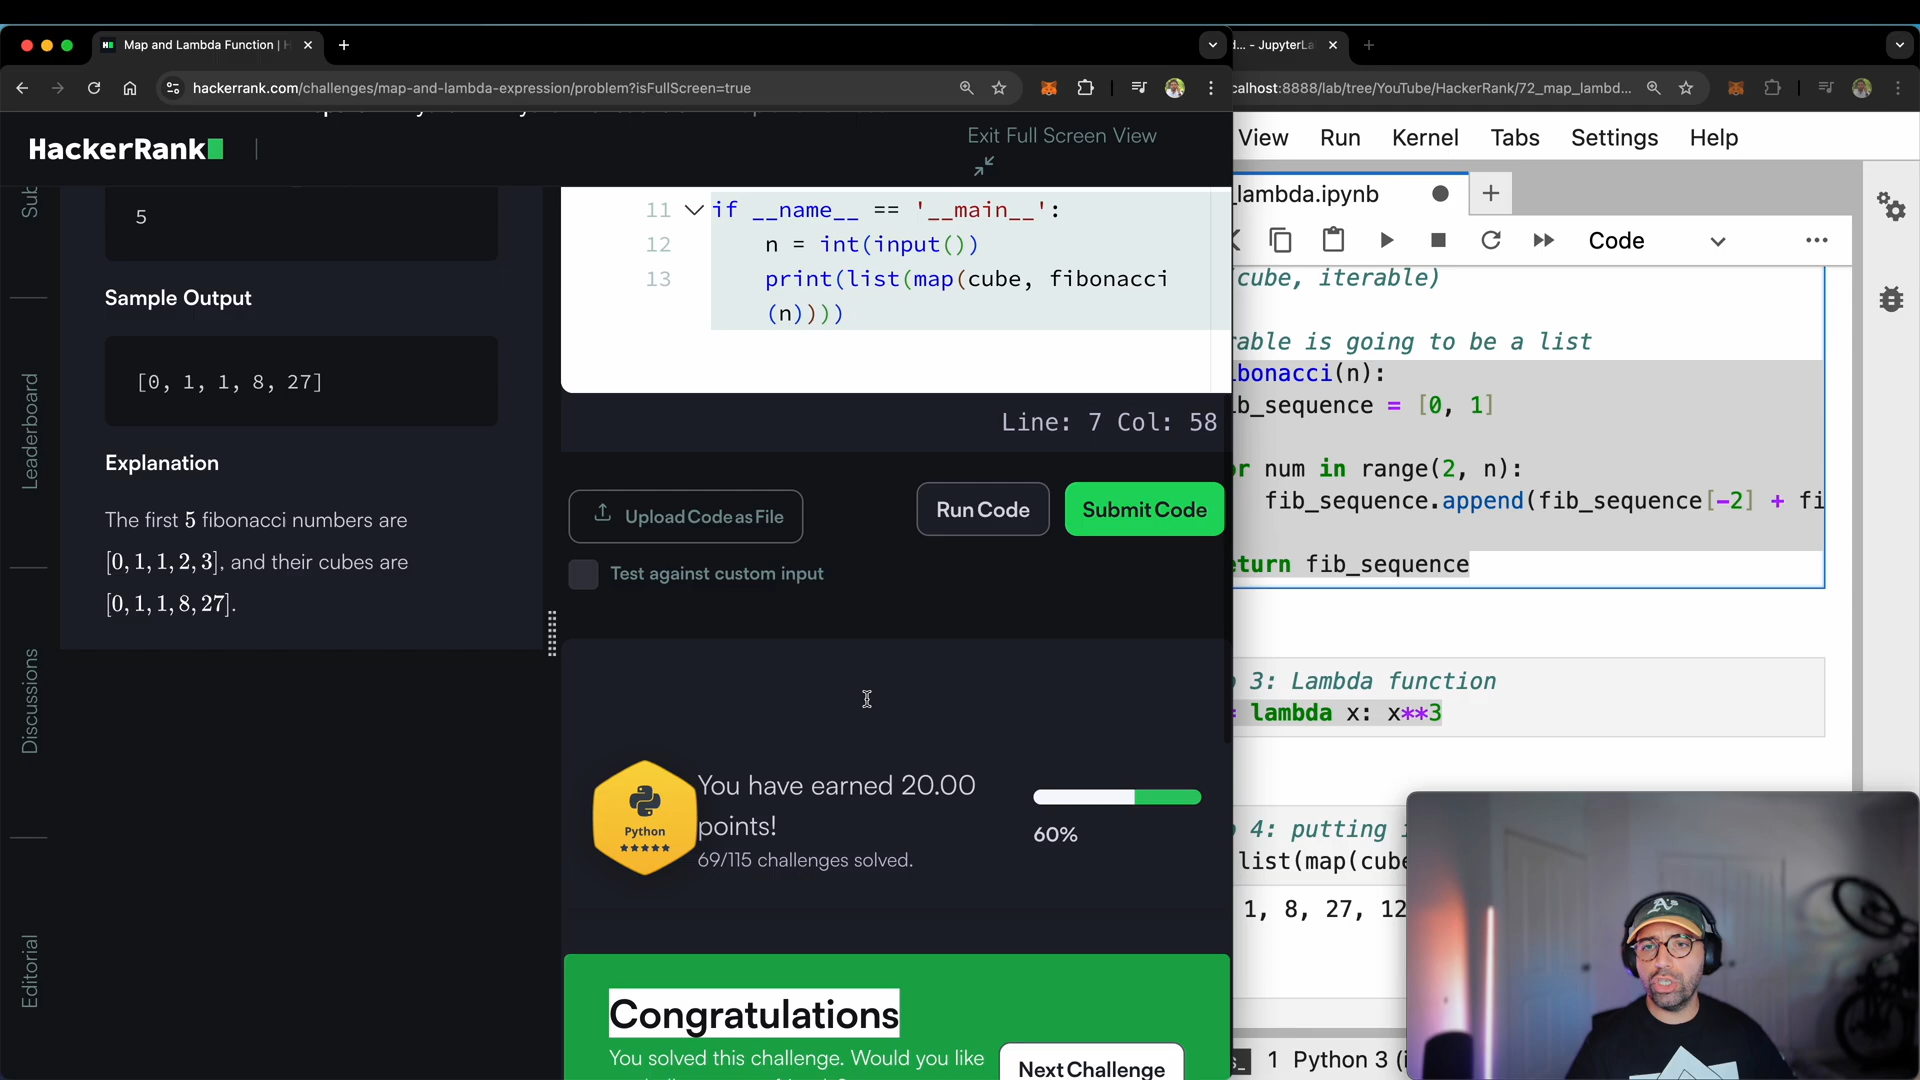 Map and Lambda Function | H
hackerrank.com/challenges/map-and-lambda-expression/problem?isFullScreen=true
HackerRank
Exit Full Screen View
Sub
Leaderboard
Discussions
Editorial
5
Sample Output
[0, 1, 1, 8, 27]
Explanation
The first 5 fibonacci numbers are
[0, 1, 1, 2, 3], and their cubes are
[0, 1, 1, 8, 27].
11 if __name__ == '__main__':
12 n = int(input())
13 print(list(map(cube, fibonacci
(n))))
Line: 7 Col: 58
Upload Code as File
Run Code
Submit Code
Test against custom input
Python
You have earned 20.00
points!
69/115 challenges solved.
60%
Congratulations
You solved this challenge. Would you like
Next Challenge
d... - JupyterLa
calhost:8888/lab/tree/YouTube/HackerRank/72_map_lambd...
View Run Kernel Tabs Settings Help
_lambda.ipynb
Code
(cube, iterable)
rable is going to be a list
ibonacci(n):
ib_sequence = [0, 1]
or num in range(2, n):
fib_sequence.append(fib_sequence[-2] + fi
eturn fib_sequence
p 3: Lambda function
= lambda x: x**3
p 4: putting i
list(map(cube
1, 8, 27, 12
1 Python 3 (i
A's